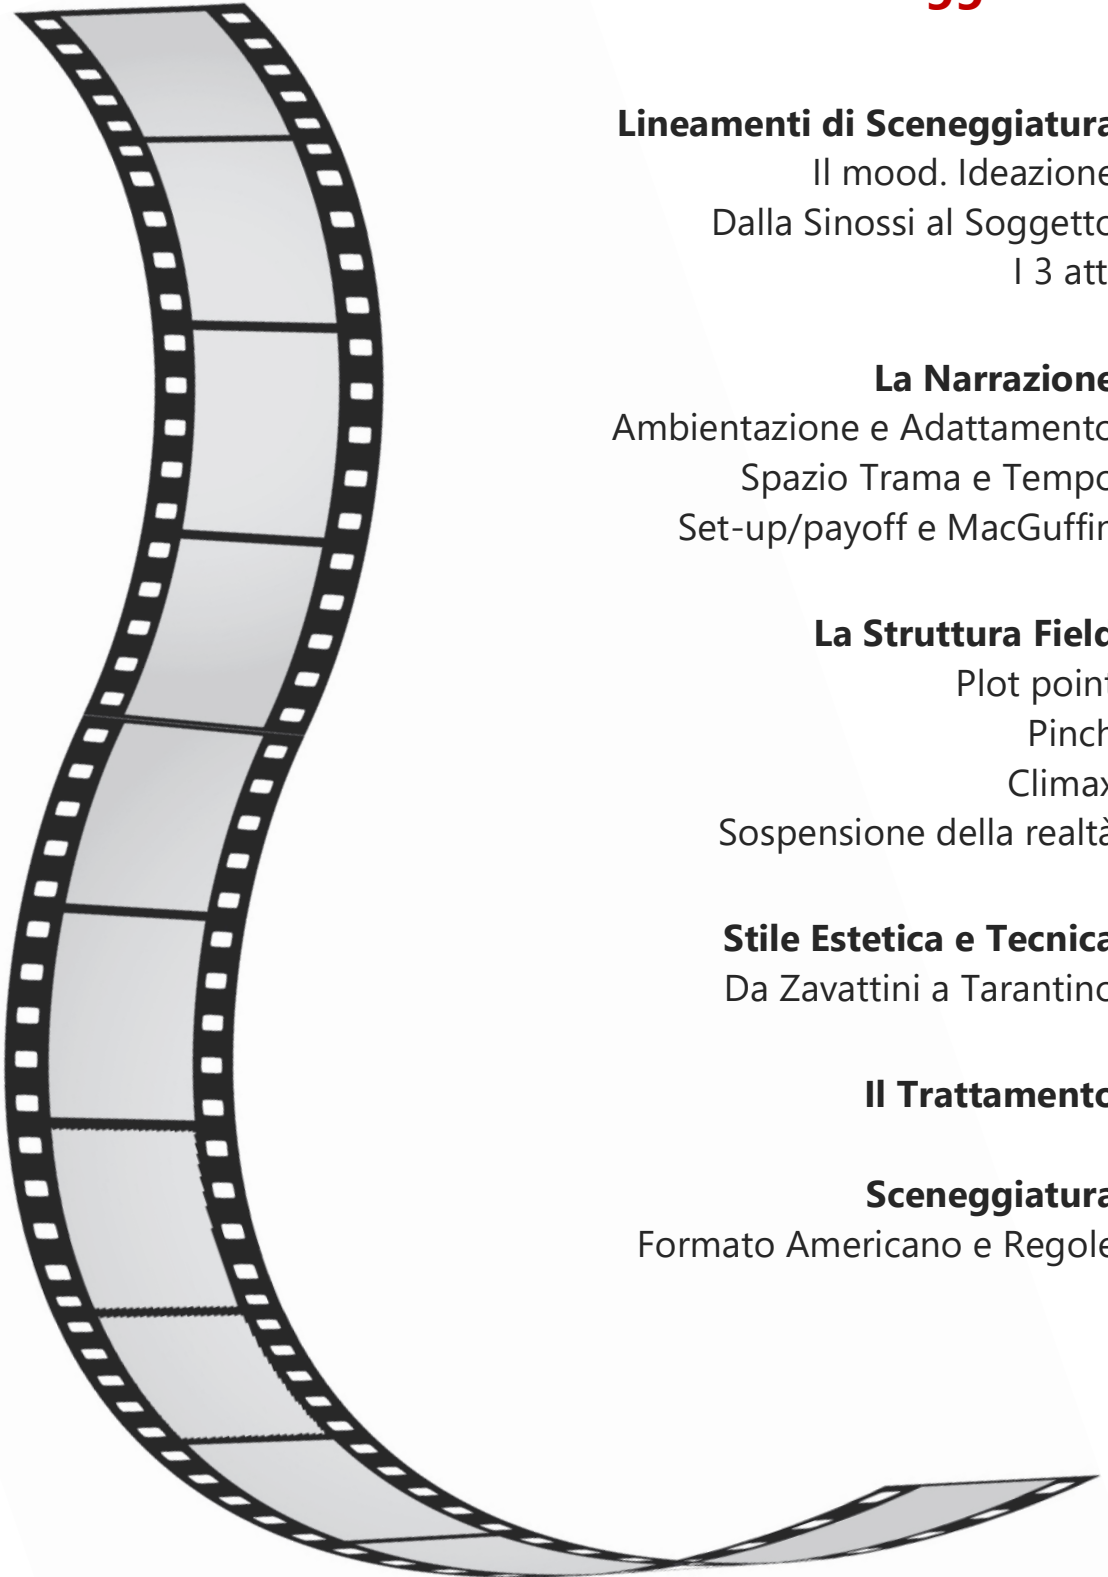 Lineamenti di Sceneggiatura
Il mood. Ideazione
Dalla Sinossi al Soggetto
I 3 atti
La Narrazione
Ambientazione e Adattamento
Spazio Trama e Tempo
Set-up/payoff e MacGuffin
La Struttura Field
Plot point
Pinch
Climax
Sospensione della realtà
Stile Estetica e Tecnica
Da Zavattini a Tarantino
Il Trattamento
Sceneggiatura
Formato Americano e Regole